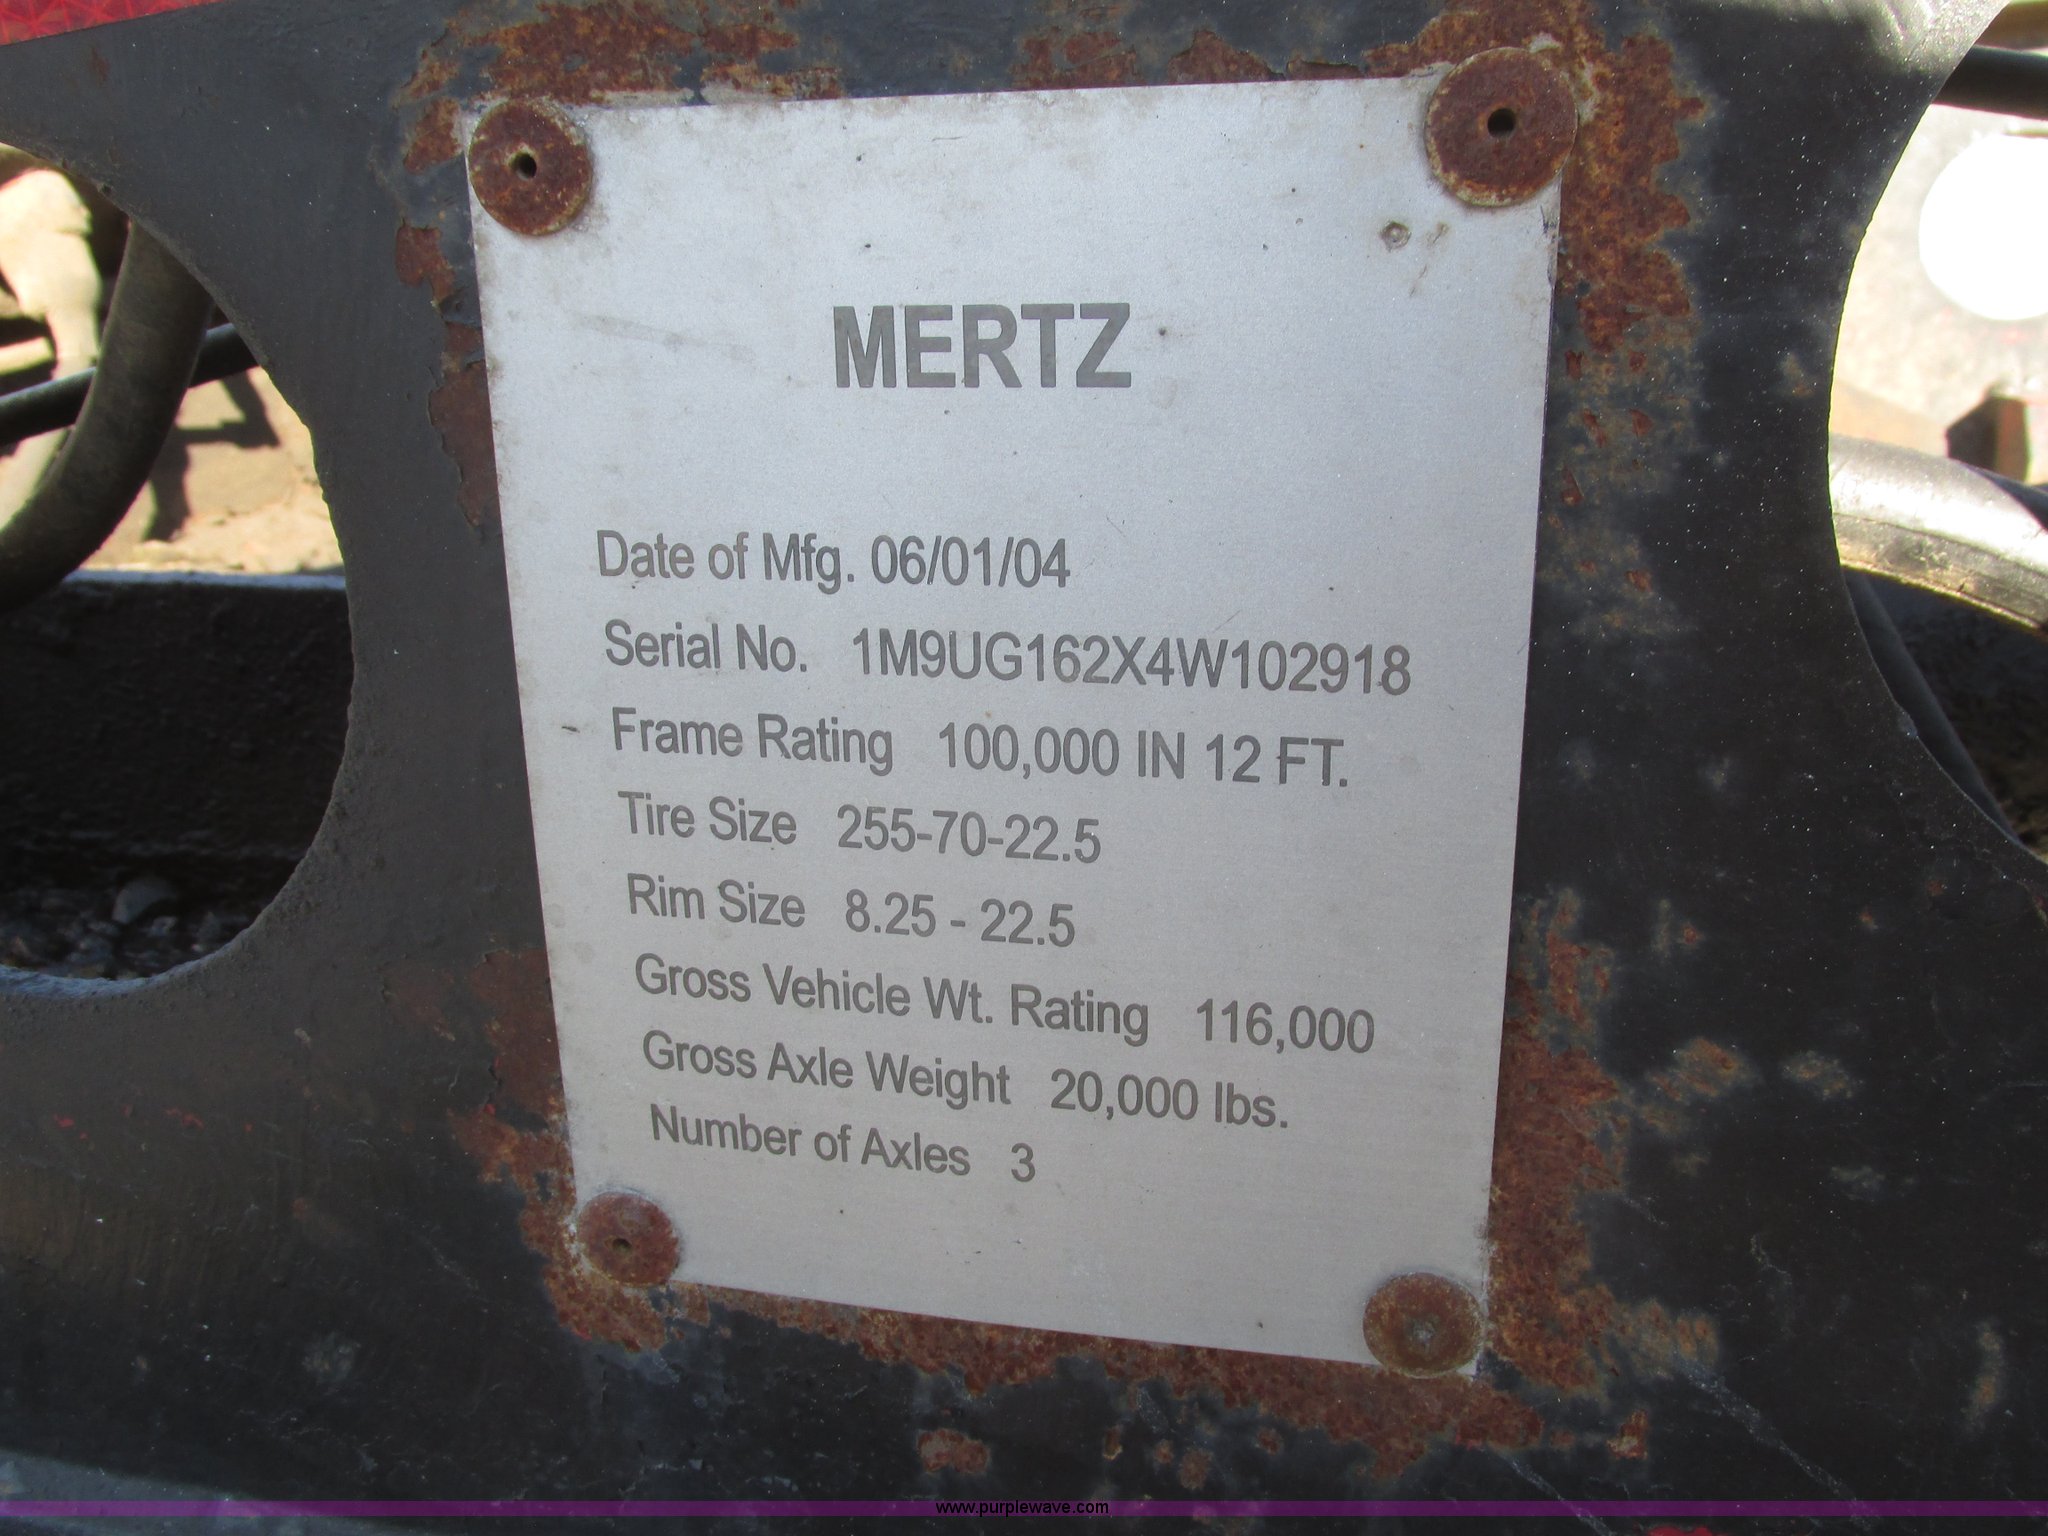 MERTZ
Date of Mfg. 06/01/04
Serial No. 1M9UG162X4W102918
Frame Rating 100,000 IN 12 FT.
Tire Size 255-70-22.5
Rim Size 8.25 - 22.5
Gross Vehicle Wt. Rating 116,000
Gross Axle Weight 20,000 lbs.
Number of Axles 3
www.purplewave.com